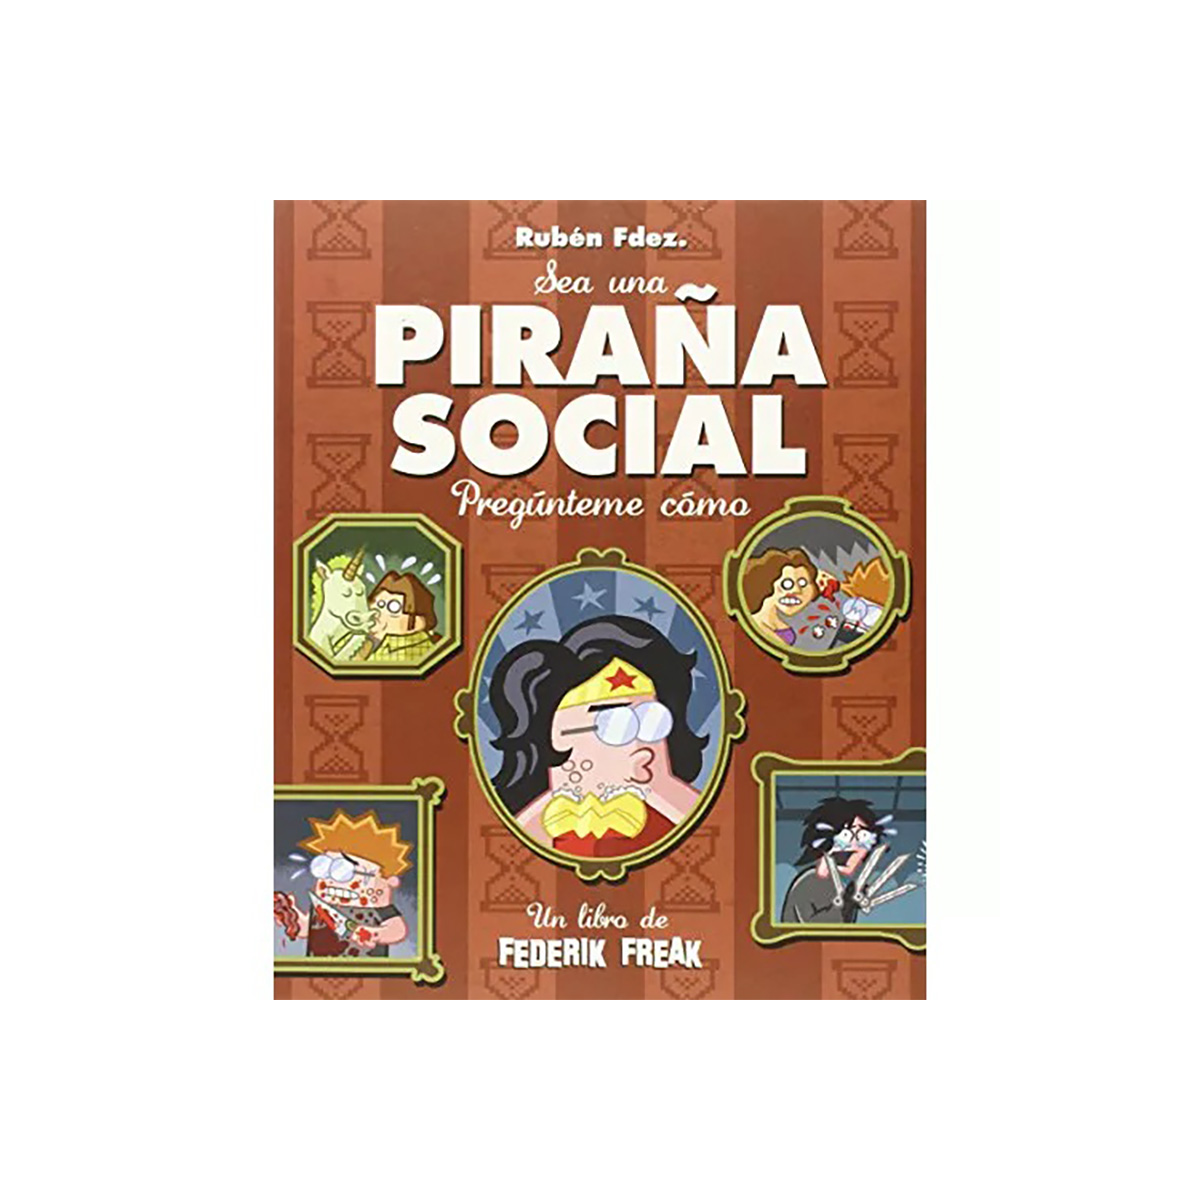 Rubén Fdez.
Sea una
PIRAÑA
SOCIAL
Pregúnteme cómo
Un libro de
FEDERIK FREAK